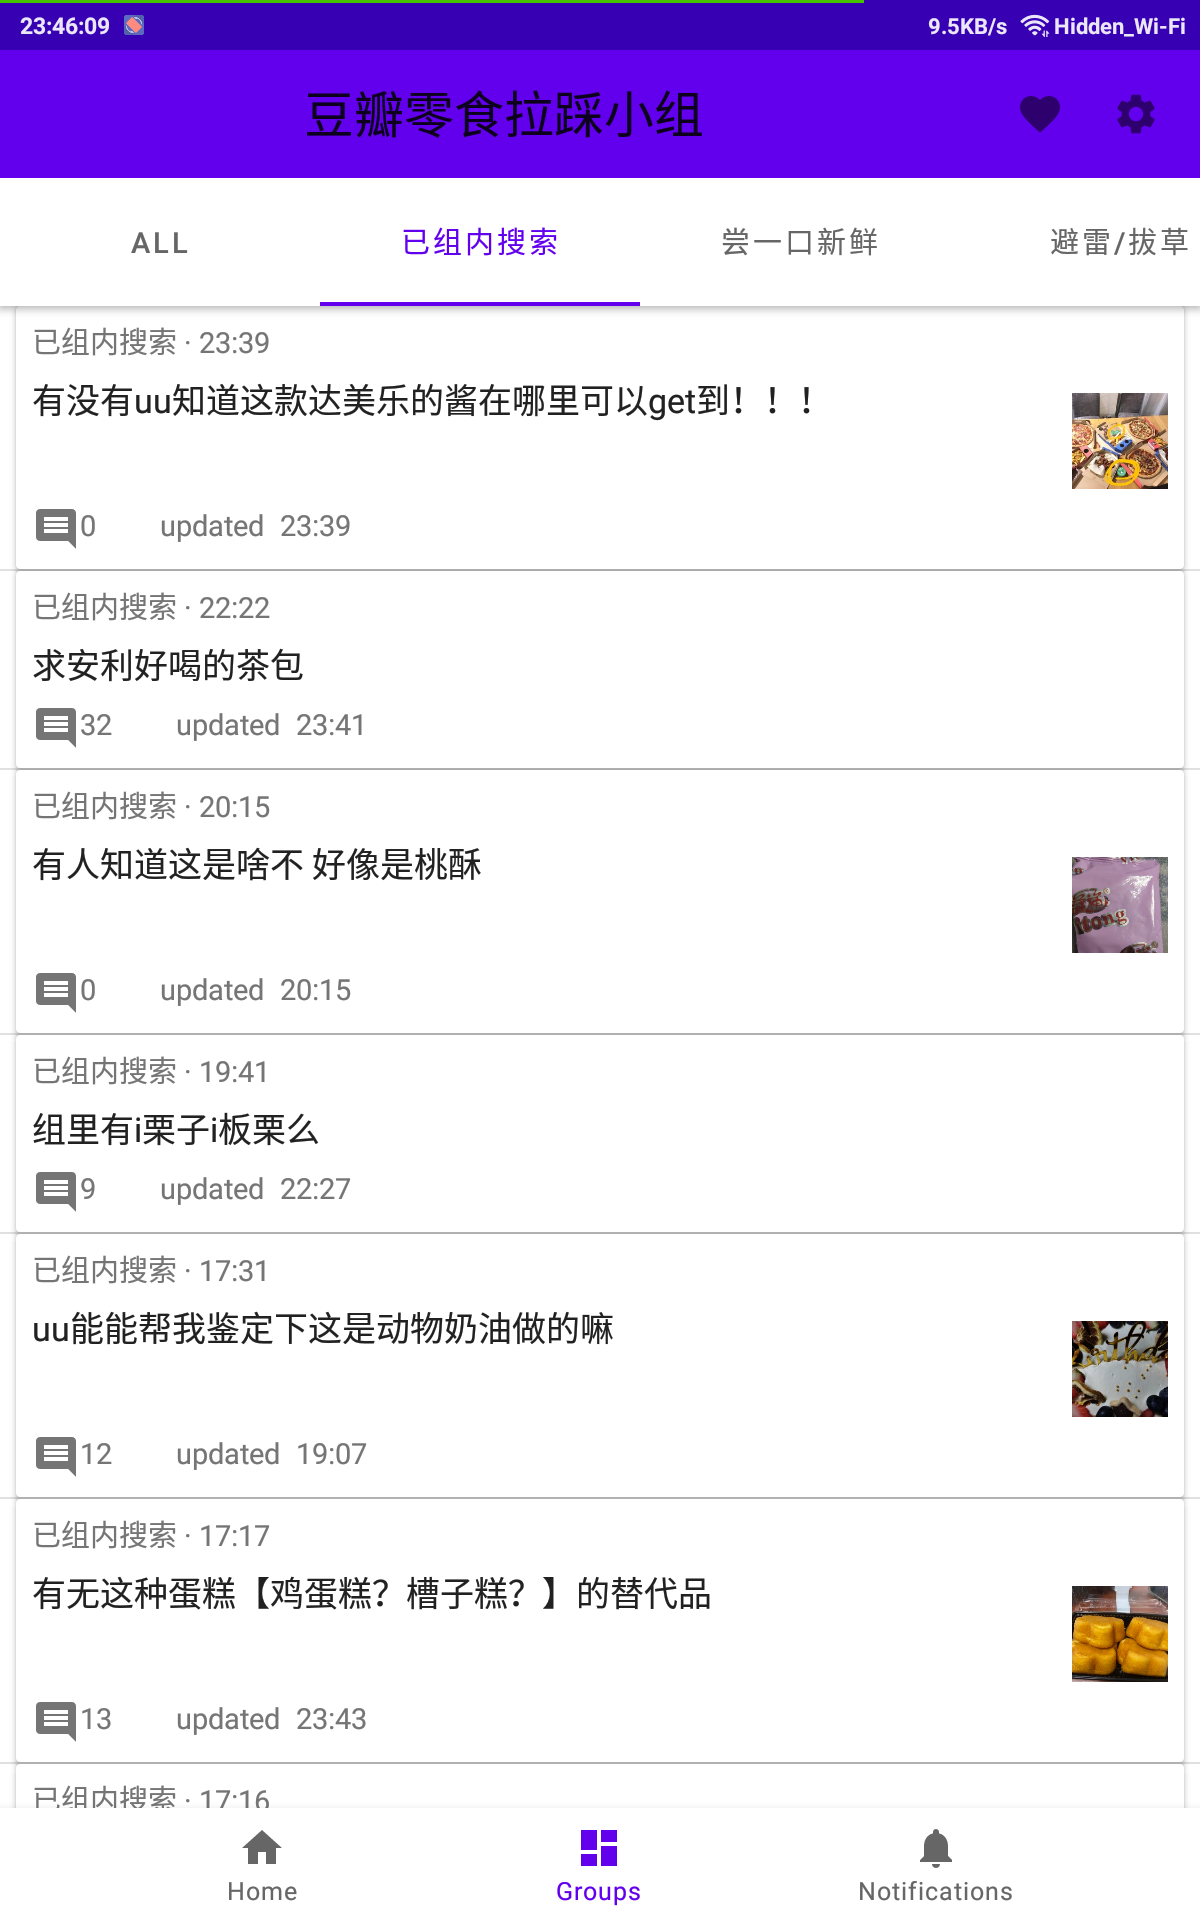 23:46:09 9.5KB/s Hidden_Wi-Fi
豆瓣零食拉踩小组
ALL 已组内搜索 尝一口新鲜 避雷/拔草
已组内搜索 · 23:39
有没有uu知道这款达美乐的酱在哪里可以get到！！！
0 updated 23:39
已组内搜索 · 22:22
求安利好喝的茶包
32 updated 23:41
已组内搜索 · 20:15
有人知道这是啥不 好像是桃酥
0 updated 20:15
已组内搜索 · 19:41
组里有i栗子i板栗么
9 updated 22:27
已组内搜索 · 17:31
uu能能帮我鉴定下这是动物奶油做的嘛
12 updated 19:07
已组内搜索 · 17:17
有无这种蛋糕【鸡蛋糕？槽子糕？】的替代品
13 updated 23:43
已组内搜索 · 17:16
Home Groups Notifications